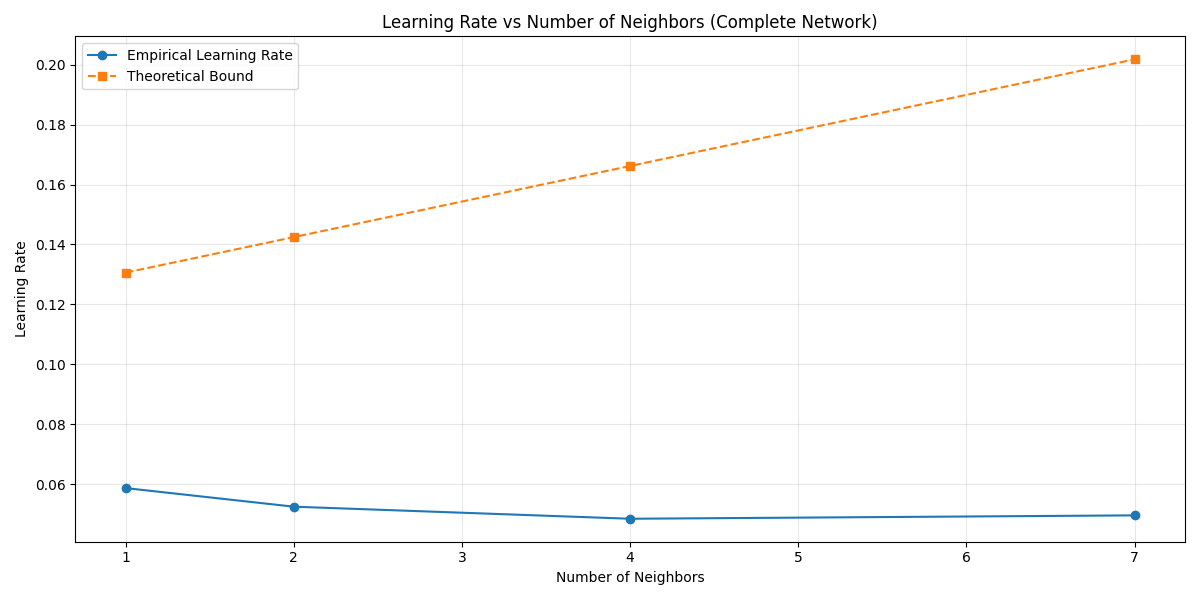 Learning Rate vs Number of Neighbors (Complete Network)
Empirical Learning Rate
Theoretical Bound
Learning Rate
0.20
0.18
0.16
0.14
0.12
0.10
0.08
0.06
1 2 3 4 5 6 7
Number of Neighbors